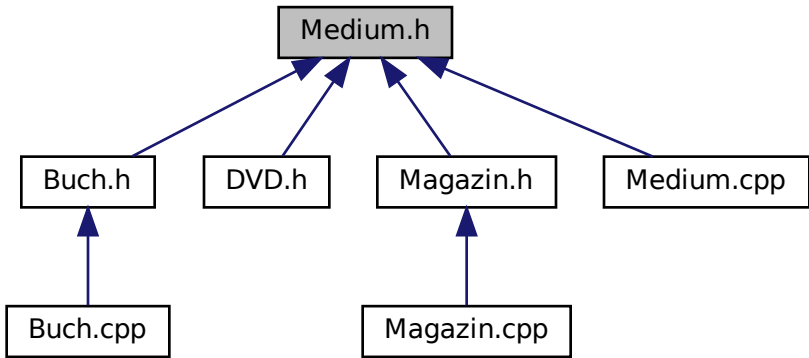 Medium.h
Buch.h
DVD.h
Magazin.h
Medium.cpp
Buch.cpp
Magazin.cpp